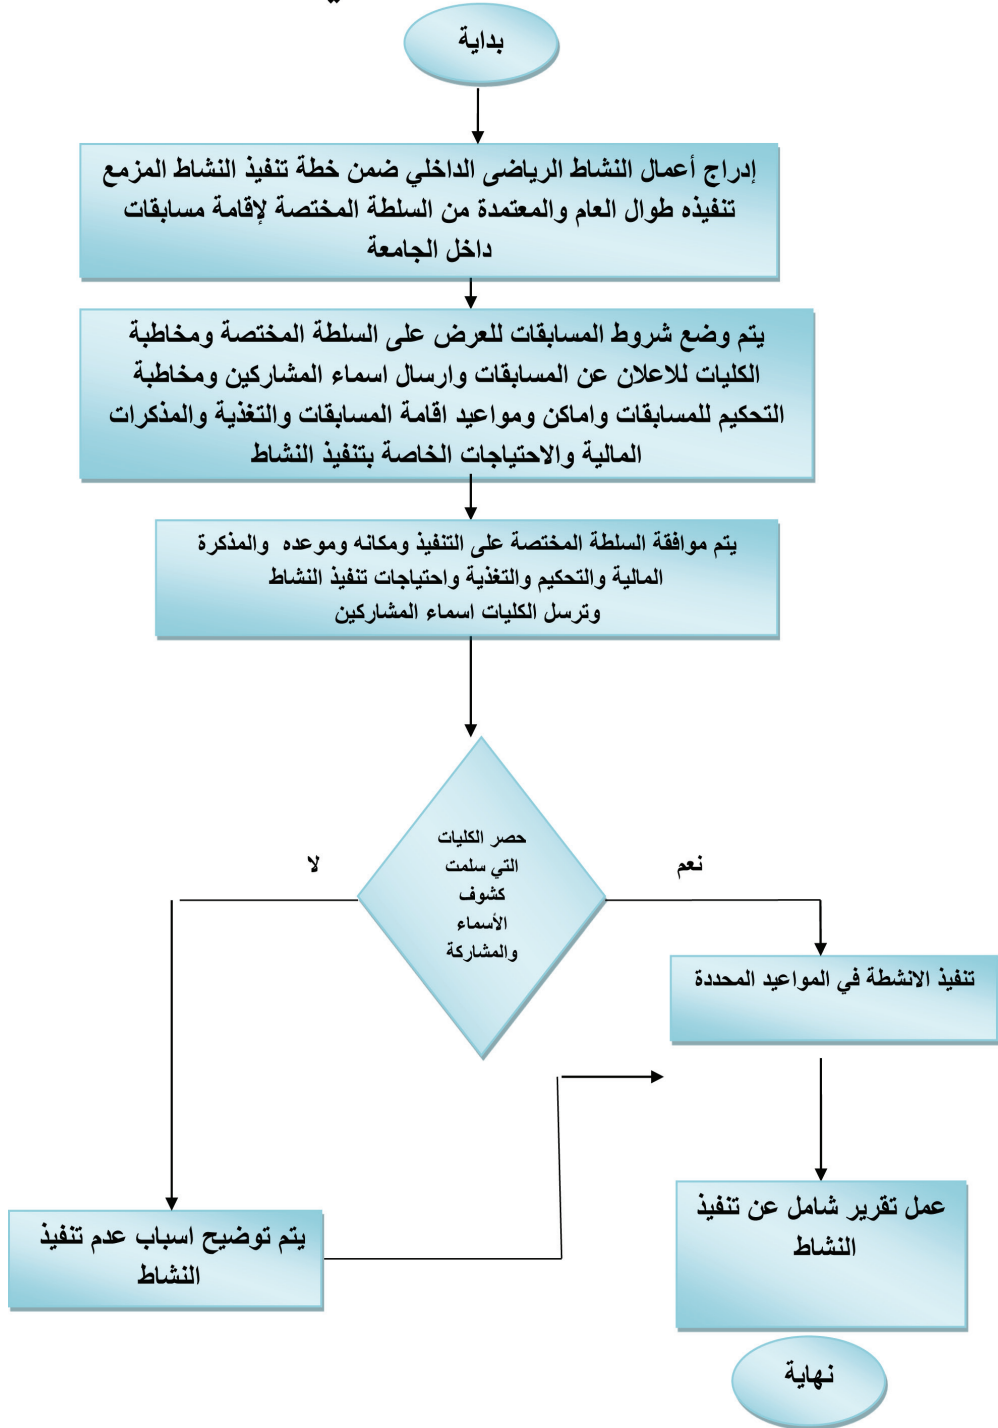 بداية
إدراج أعمال النشاط الرياضى الداخلي ضمن خطة تنفيذ النشاط المزمع
تنفيذه طوال العام والمعتمدة من السلطة المختصة لإقامة مسابقات
داخل الجامعة
يتم وضع شروط المسابقات للعرض على السلطة المختصة ومخاطبة
الكليات للاعلان عن المسابقات وارسال اسماء المشاركين ومخاطبة
التحكيم للمسابقات واماكن ومواعيد اقامة المسابقات والتغذية والمذكرات
المالية والاحتياجات الخاصة بتنفيذ النشاط
يتم موافقة السلطة المختصة على التنفيذ ومكانه وموعده والمذكرة
المالية والتحكيم والتغذية واحتياجات تنفيذ النشاط
وترسل الكليات اسماء المشاركين
حصر الكليات
التي سلمت
كشوف
الأسماء
والمشاركة
نعم
لا
تنفيذ الانشطة في المواعيد المحددة
عمل تقرير شامل عن تنفيذ
النشاط
يتم توضيح اسباب عدم تنفيذ
النشاط
نهاية